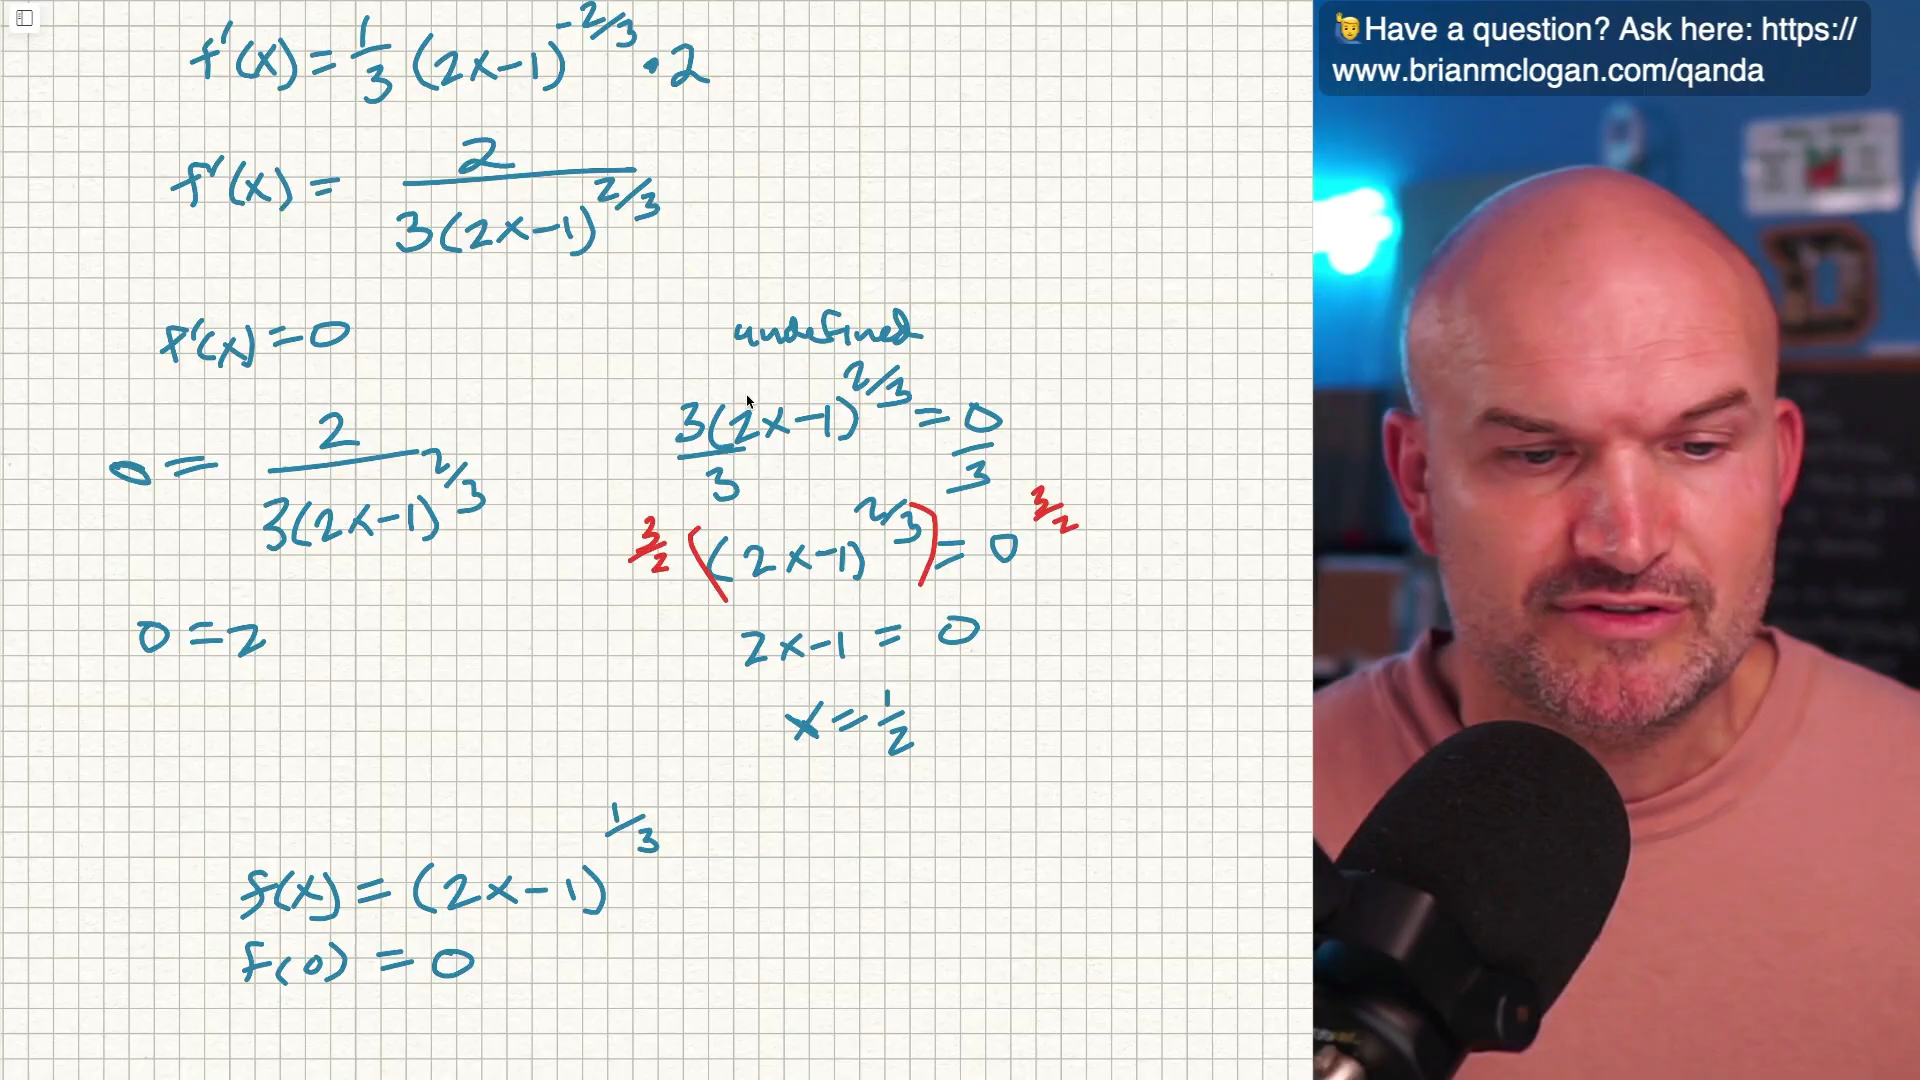 f'(x) = 1/3 (2x-1)^-2/3 · 2
f'(x) = 2 / 3(2x-1)^2/3
f'(x) = 0
0 = 2 / 3(2x-1)^2/3
0 = 2
undefined
3(2x-1)^2/3 / 3 = 0 / 3
3/2 ((2x-1)^2/3) = 0^3/2
2x-1 = 0
x = 1/2
f(x) = (2x-1)^1/3
f(0) = 0
🙋‍♂️Have a question? Ask here: https://
www.brianmclogan.com/qanda